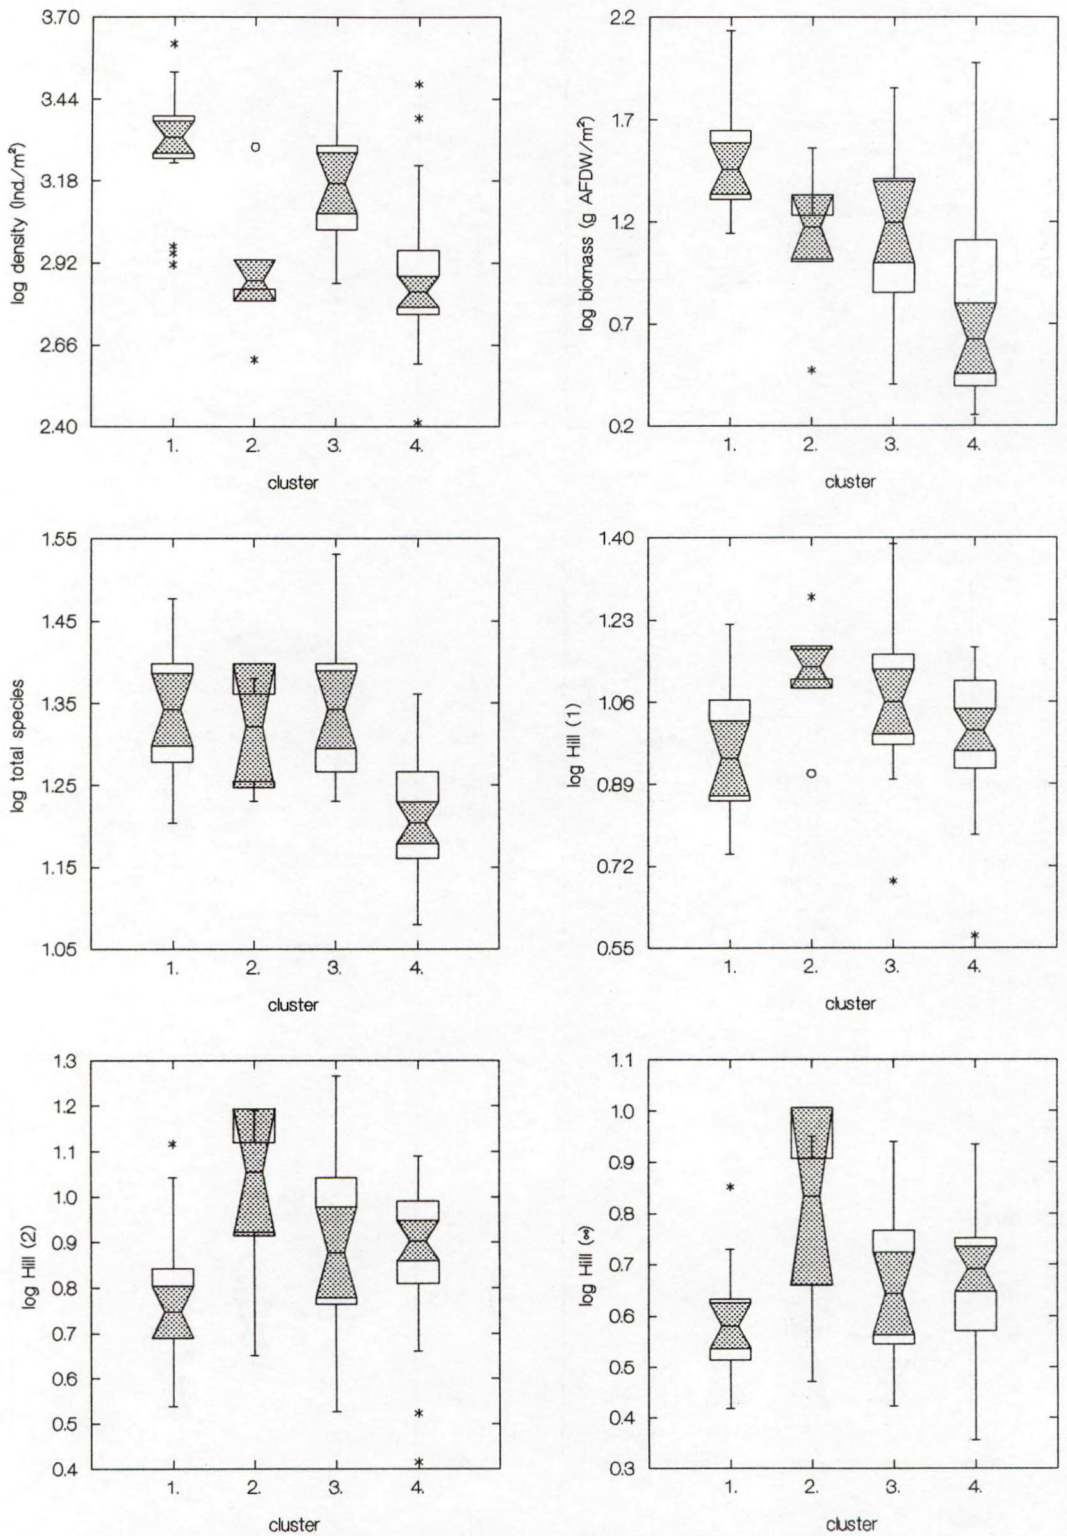 3.70
3.44
3.18
2.92
2.66
2.40
log density (Ind./m²)
1. 2. 3. 4.
cluster
2.2
1.7
1.2
0.7
0.2
log biomass (g AFDW/m²)
1. 2. 3. 4.
cluster
1.55
1.45
1.35
1.25
1.15
1.05
log total species
1. 2. 3. 4.
cluster
1.40
1.23
1.06
0.89
0.72
0.55
log Hill (1)
1. 2. 3. 4.
cluster
1.3
1.2
1.1
1.0
0.9
0.8
0.7
0.6
0.5
0.4
log Hill (2)
1. 2. 3. 4.
cluster
1.1
1.0
0.9
0.8
0.7
0.6
0.5
0.4
0.3
log Hill (∞)
1. 2. 3. 4.
cluster